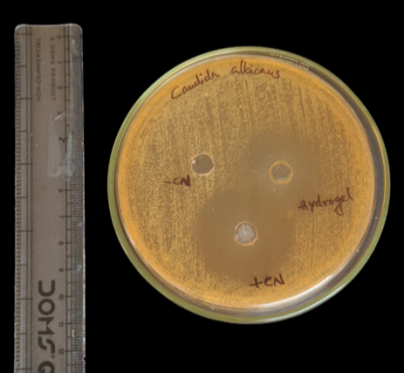 Candida albicans
-CN
Hydrogel
+CN
DOMS